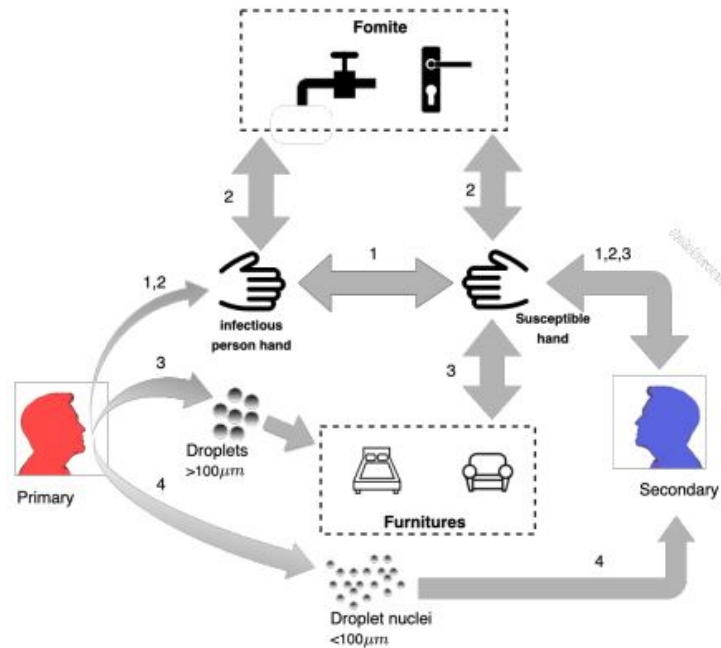 Fomite
2
2
1
1,2,3
1,2
infectious
person hand
Susceptible
hand
3
3
Droplets
>100μm
4
Primary
Furnitures
Secondary
4
Droplet nuclei
<100μm